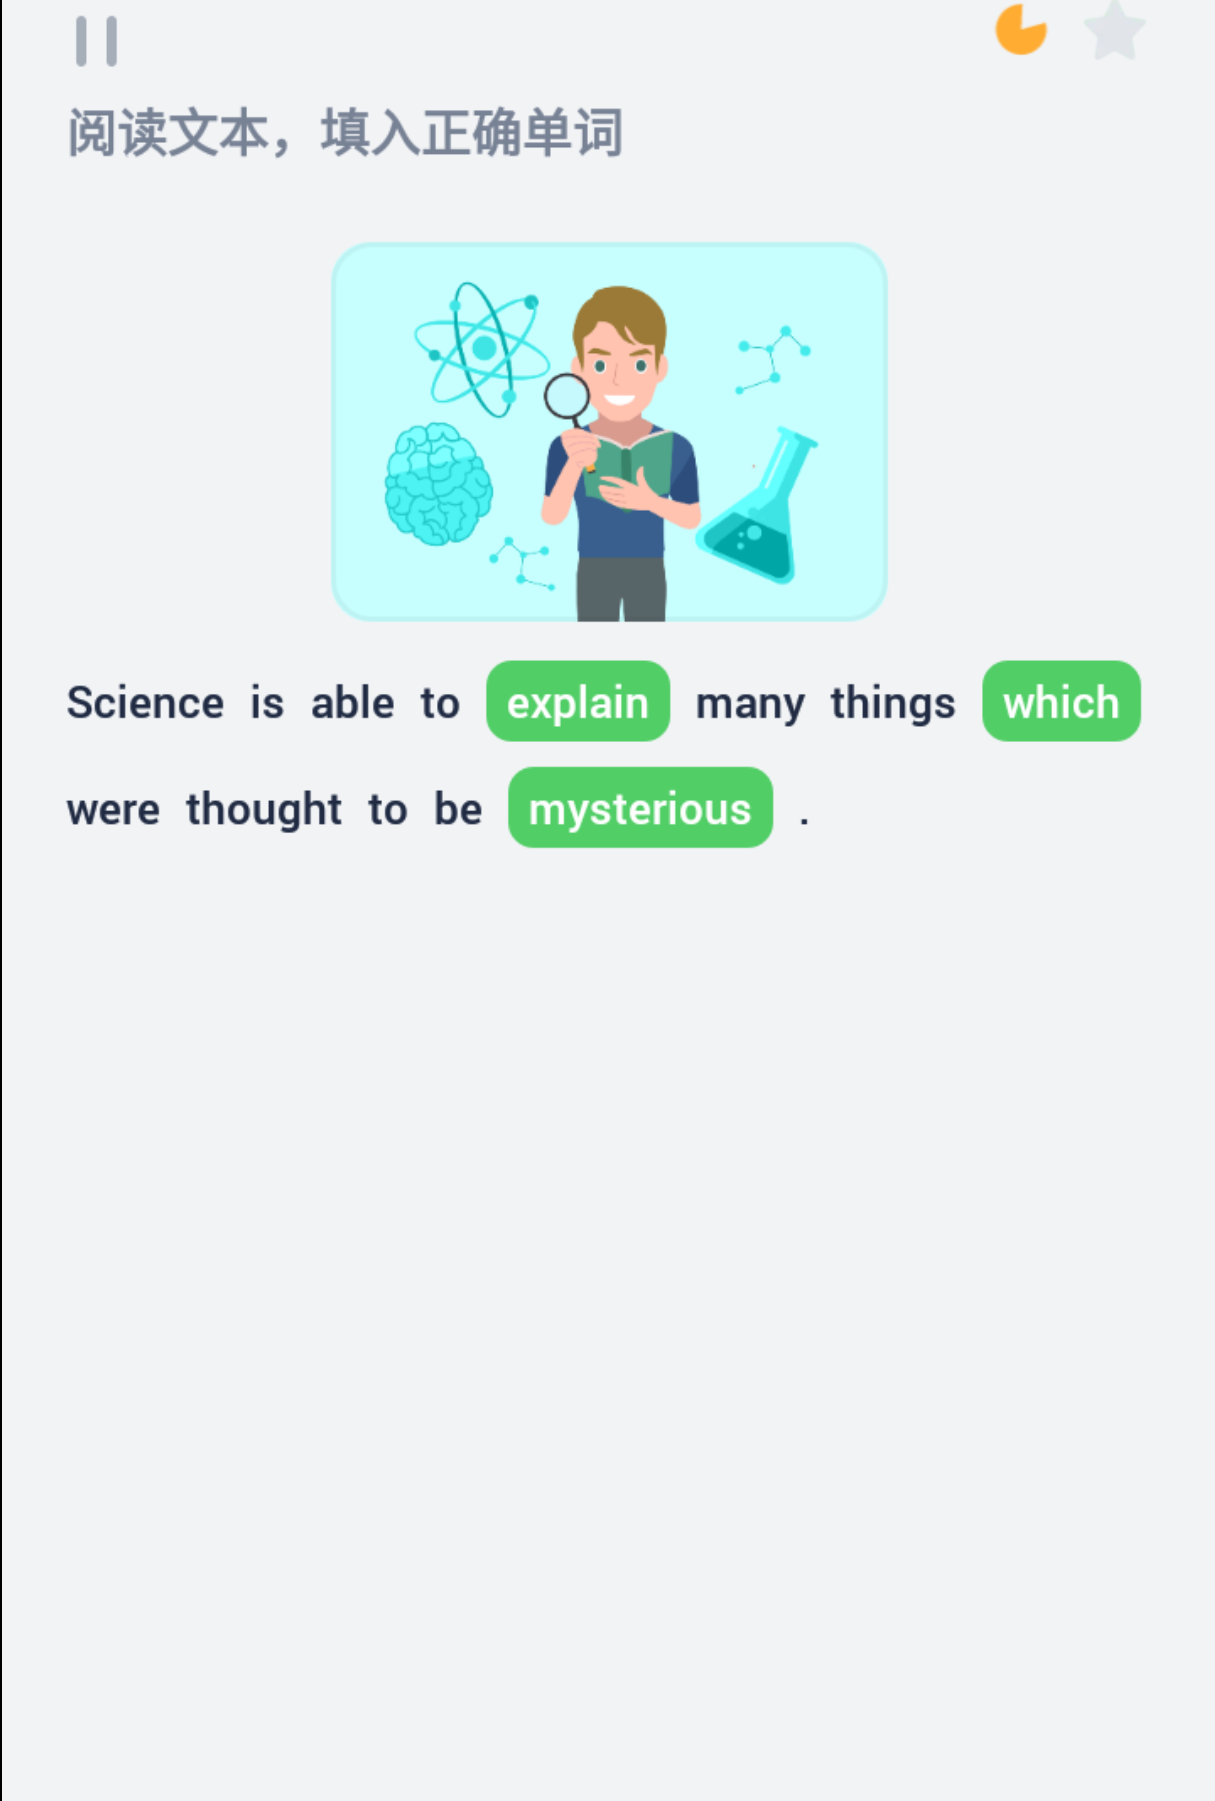 阅读文本，填入正确单词
Science is able to explain many things which
were thought to be mysterious .